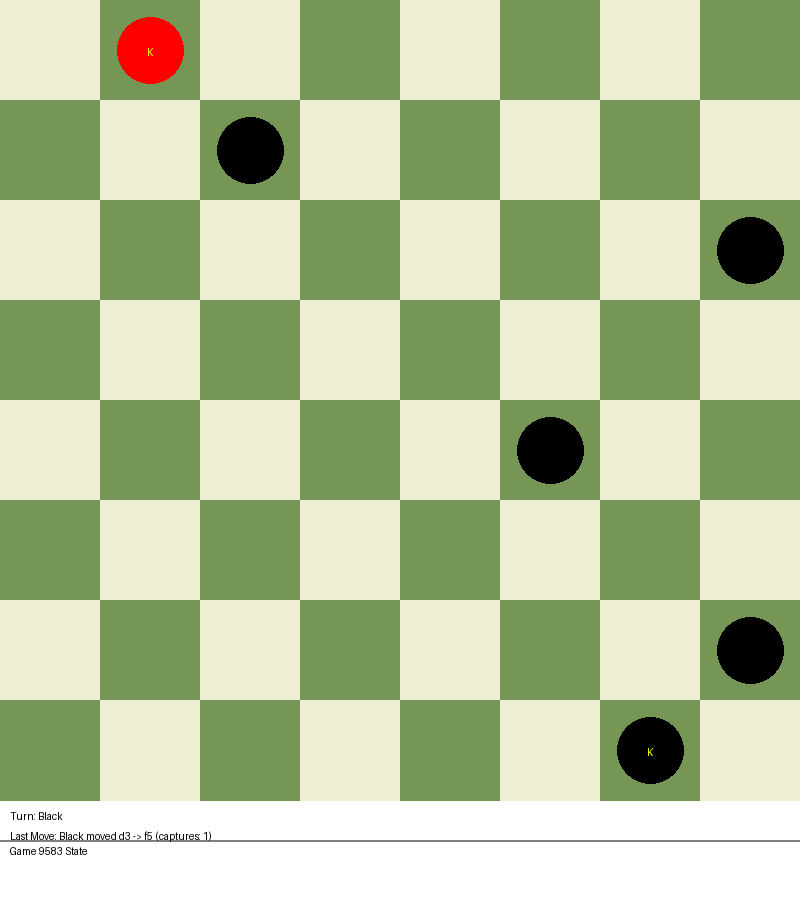 K
K
Turn: Black
Last Move: Black moved d3 -> f5 (captures: 1)
Game 9583 State